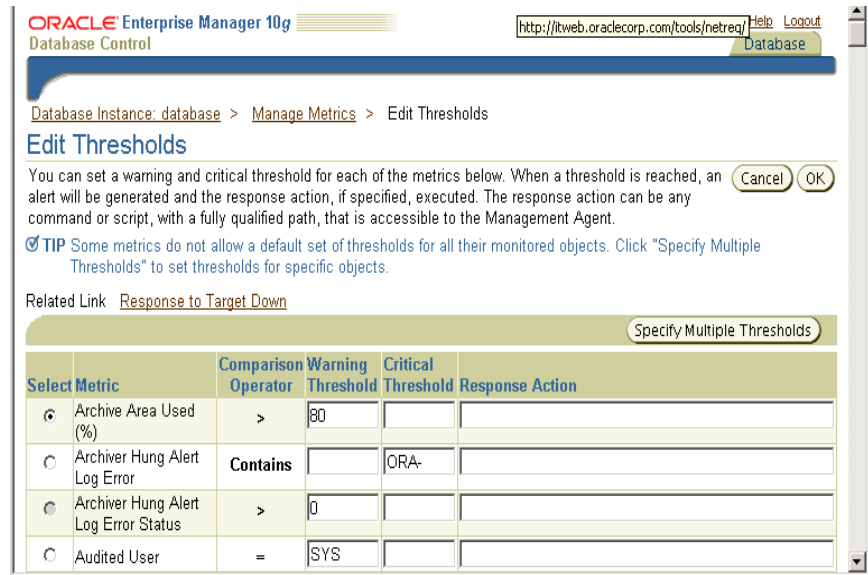 ORACLE Enterprise Manager 10g
Database Control
http://itweb.oraclecorp.com/tools/netreq/
Help Logout
Database
Database Instance: database > Manage Metrics > Edit Thresholds
Edit Thresholds
You can set a warning and critical threshold for each of the metrics below. When a threshold is reached, an
alert will be generated and the response action, if specified, executed. The response action can be any
command or script, with a fully qualified path, that is accessible to the Management Agent.
Cancel OK
TIP Some metrics do not allow a default set of thresholds for all their monitored objects. Click "Specify Multiple
Thresholds" to set thresholds for specific objects.
Related Link Response to Target Down
Specify Multiple Thresholds
Select Metric Comparison Operator Warning Threshold Critical Threshold Response Action
Archive Area Used
(%)
> 80
Archiver Hung Alert
Log Error
Contains ORA-
Archiver Hung Alert
Log Error Status
> 0
Audited User = SYS